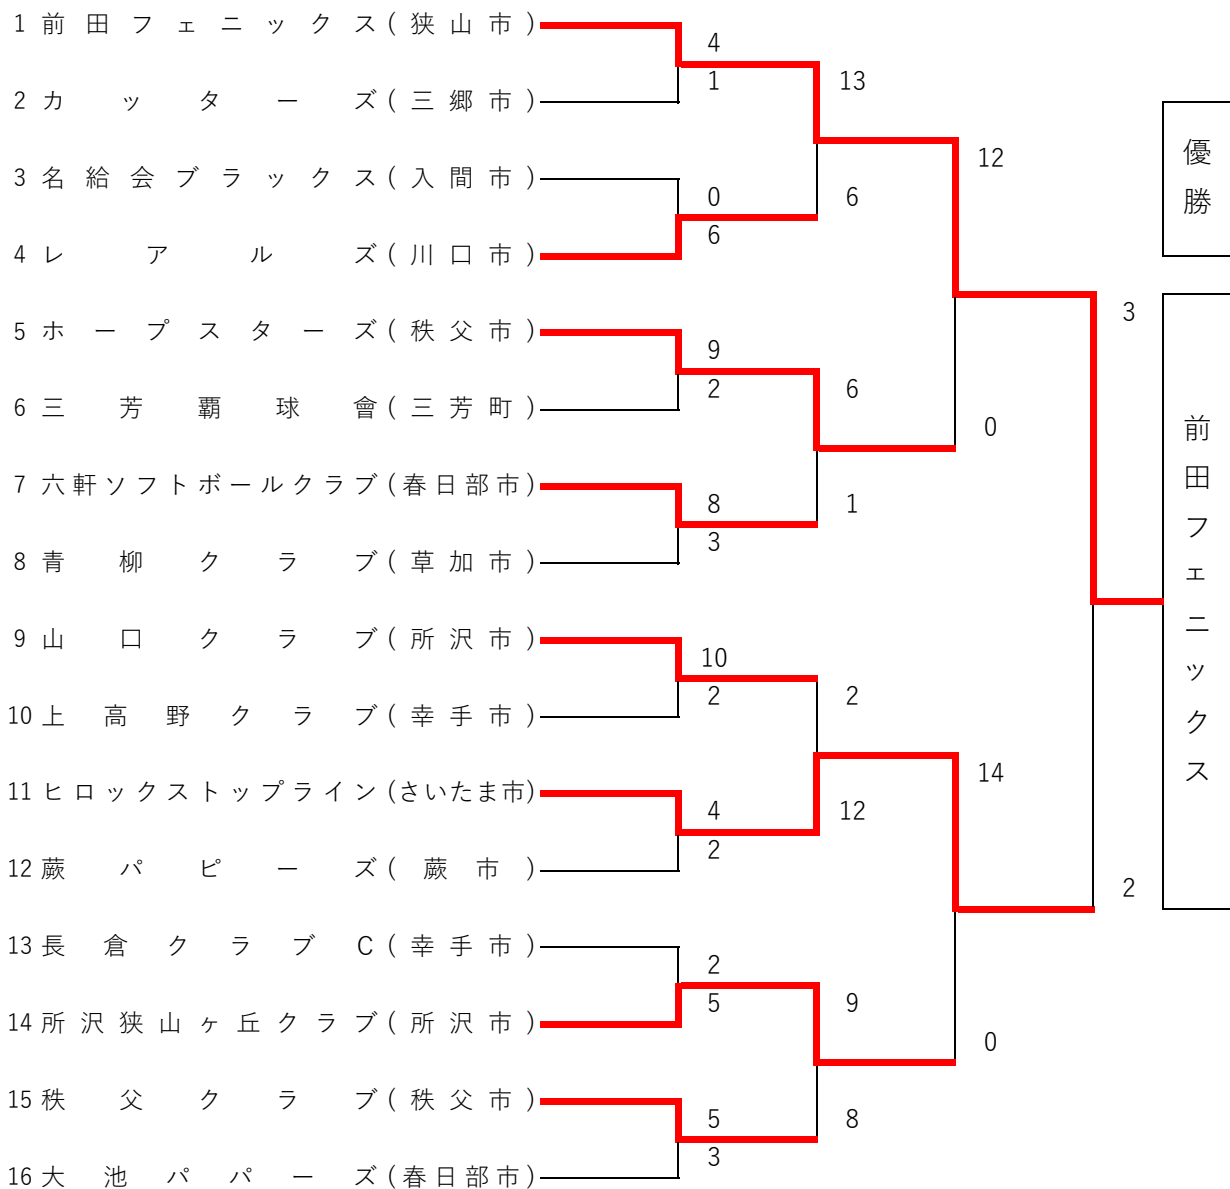 1 前田フェニックス(狭山市)
4
1
13
2 カッターズ(三郷市)
12
3 名給会ブラックス(入間市)
0
6
6
4 レアルズ(川口市)
3
5 ホープスターズ(秩父市)
9
2
6
6 三芳覇球會(三芳町)
0
7 六軒ソフトボールクラブ(春日部市)
8
3
1
8 青柳クラブ(草加市)
9 山口クラブ(所沢市)
10
2
2
10 上高野クラブ(幸手市)
14
11 ヒロックストップライン(さいたま市)
4
2
12
12 蕨パピーズ(蕨市)
2
13 長倉クラブC(幸手市)
2
5
9
14 所沢狭山ヶ丘クラブ(所沢市)
0
15 秩父クラブ(秩父市)
5
3
8
16 大池パパーズ(春日部市)
優勝
前田フェニックス